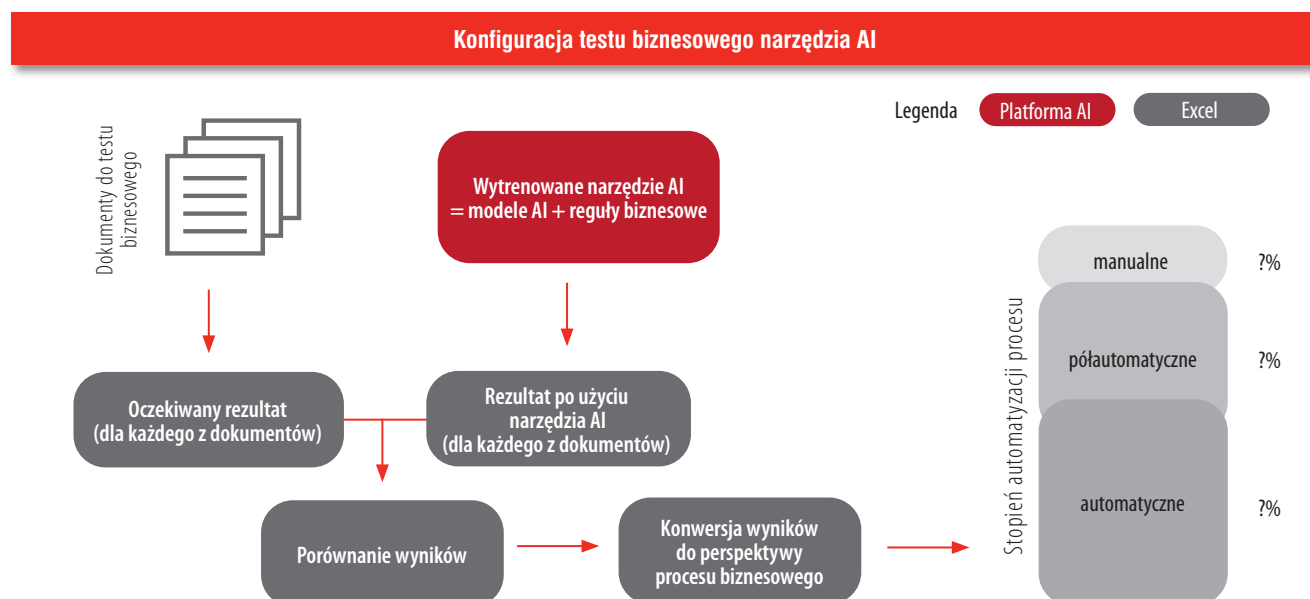 Konfiguracja testu biznesowego narzędzia AI
Legenda
Platforma AI
Excel
Dokumenty do testu
biznesowego
Wytrenowane narzędzie AI
= modele AI + reguły biznesowe
Oczekiwany rezultat
(dla każdego z dokumentów)
Rezultat po użyciu
narzędzia AI
(dla każdego z dokumentów)
Porównanie wyników
Konwersja wyników
do perspektywy
procesu biznesowego
Stopień automatyzacji procesu
manualne
?%
półautomatyczne
?%
automatyczne
?%